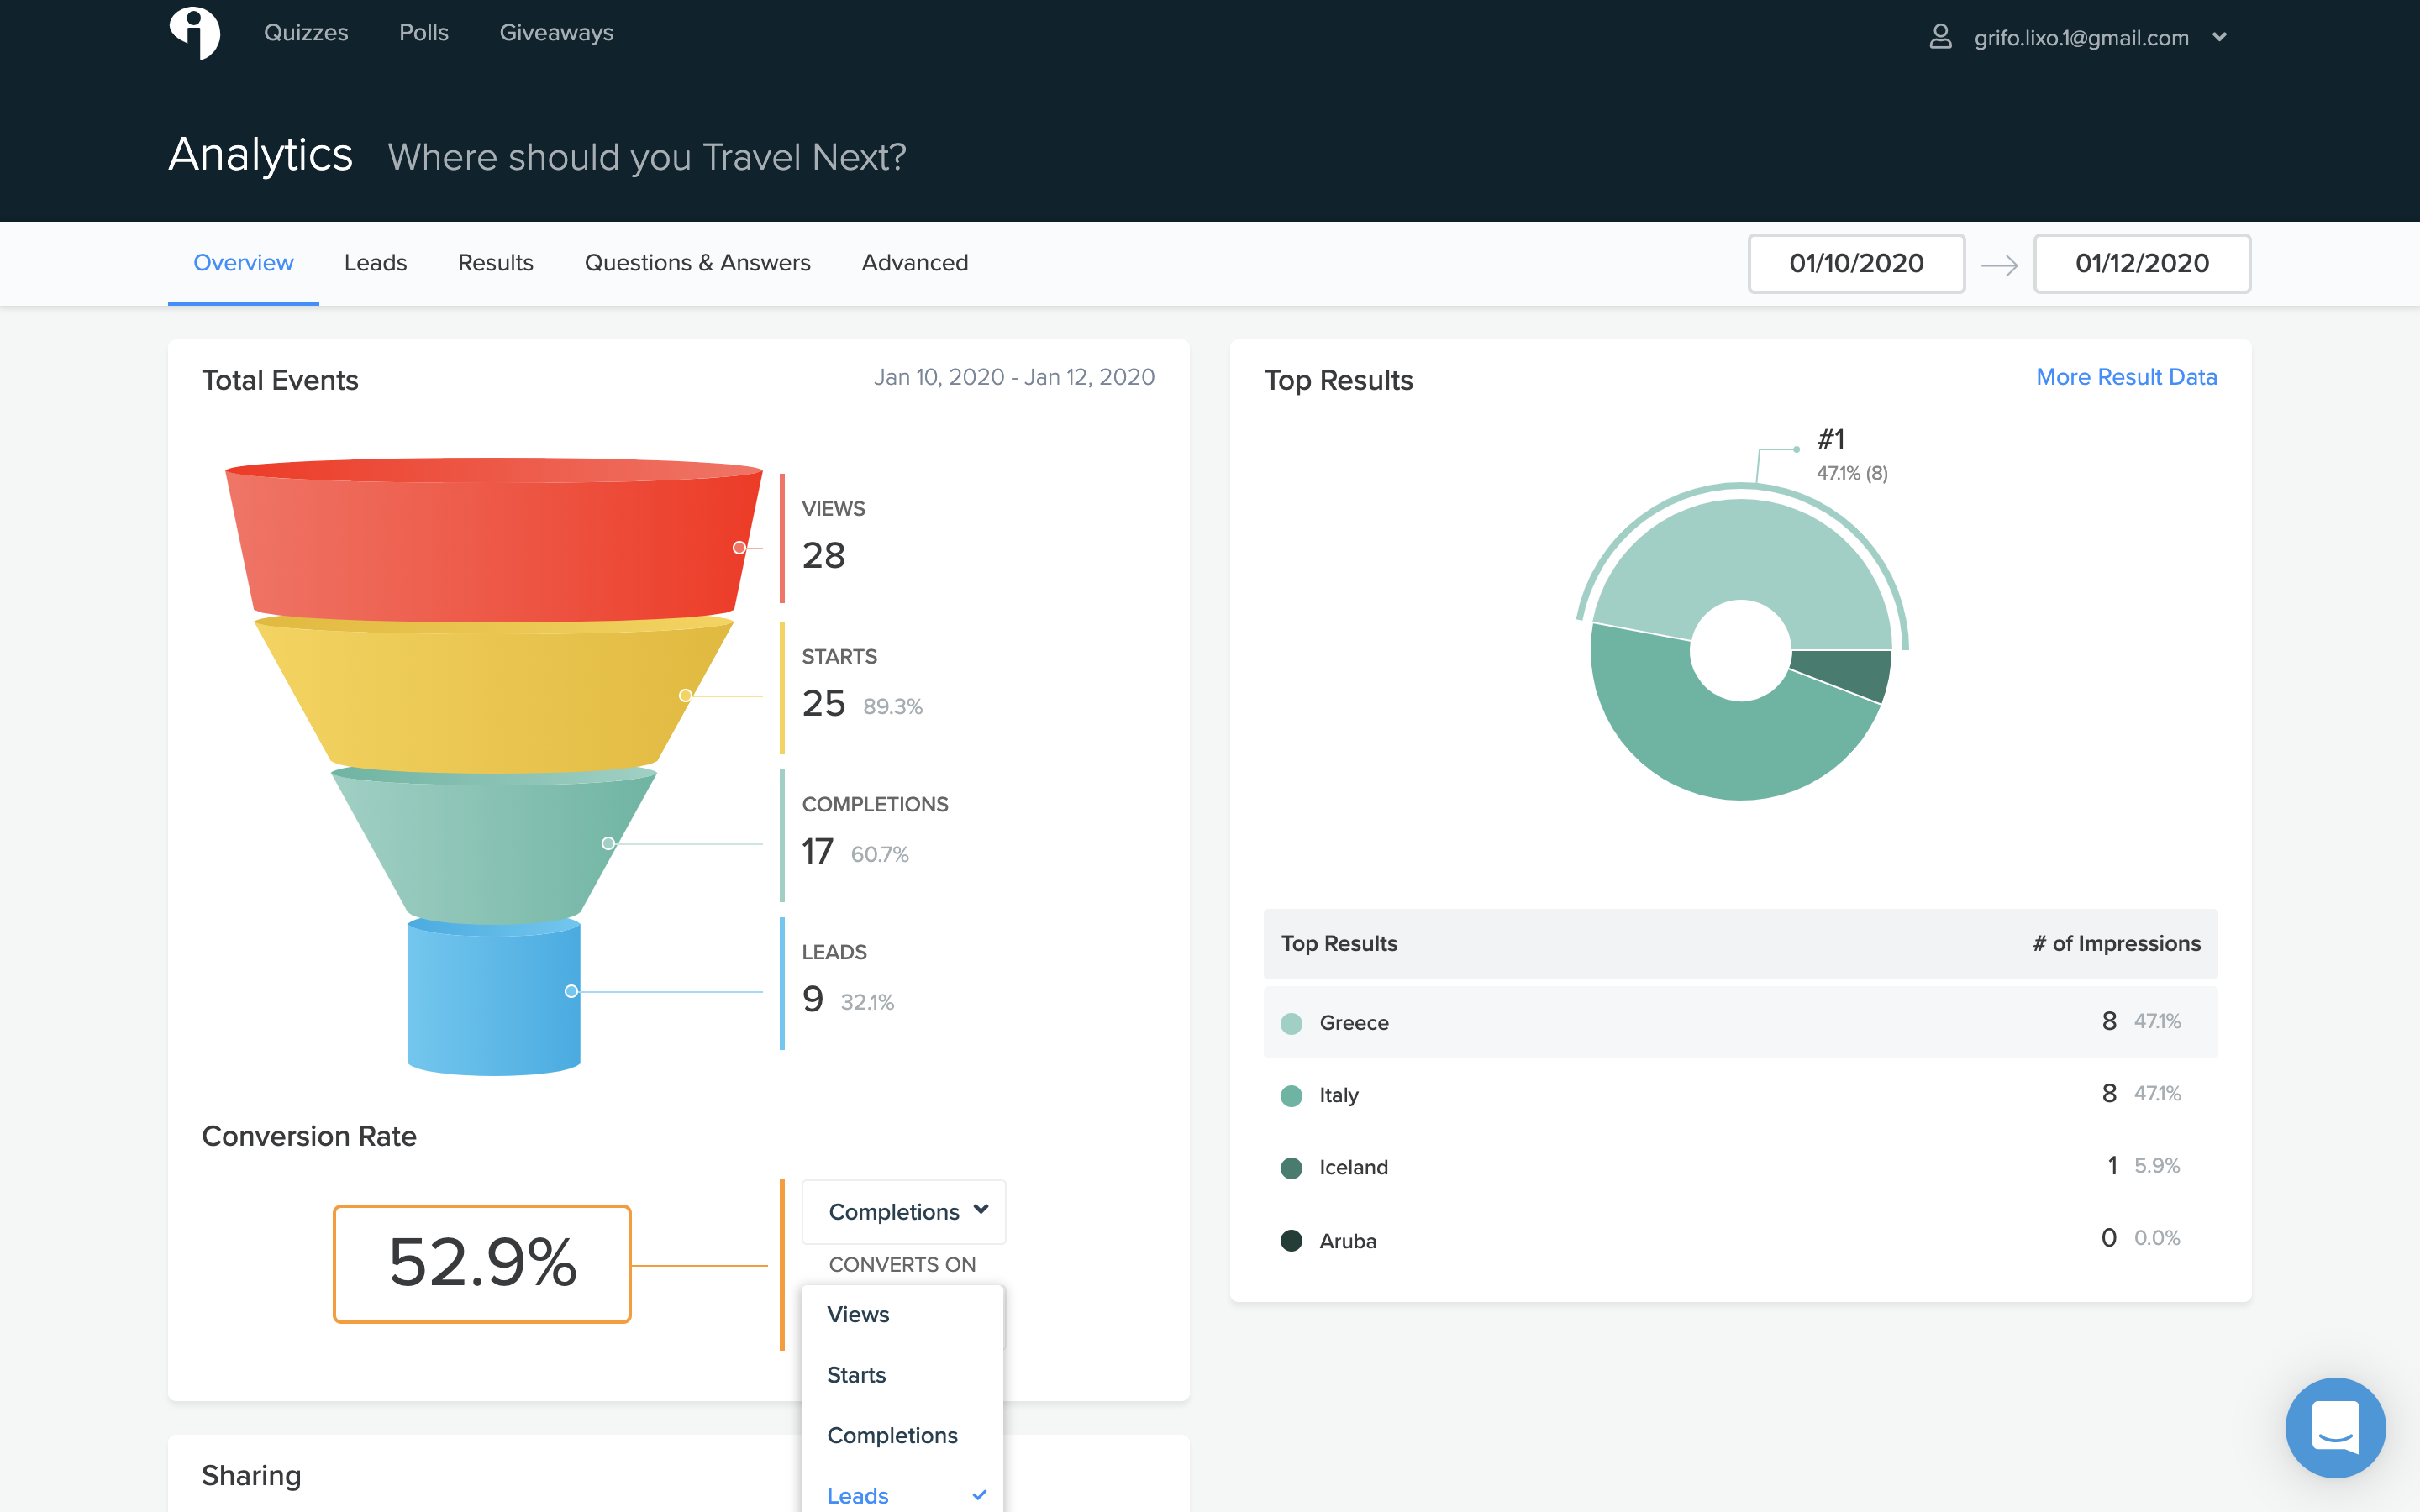 Quizzes
Polls
Giveaways
grifo.lixo.1@gmail.com
Analytics
Where should you Travel Next?
Overview
Leads
Results
Questions & Answers
Advanced
01/10/2020
01/12/2020
Total Events
Jan 10, 2020 - Jan 12, 2020
VIEWS
28
STARTS
25 89.3%
COMPLETIONS
17 60.7%
LEADS
9 32.1%
Conversion Rate
52.9%
Completions
CONVERTS ON
Views
Starts
Completions
Leads
Sharing
Top Results
More Result Data
#1
47.1% (8)
Top Results # of Impressions
Greece 8 47.1%
Italy 8 47.1%
Iceland 1 5.9%
Aruba 0 0.0%